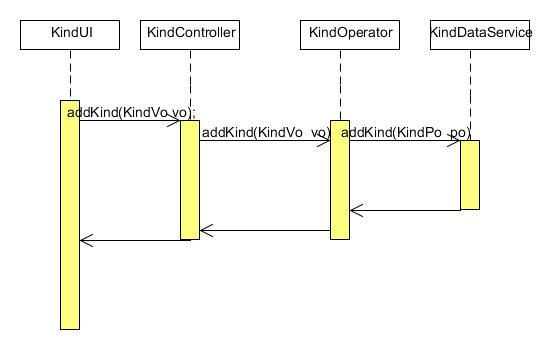 KindUI
KindController
KindOperator
KindDataService
addKind(KindVo vo);
addKind(KindVo vo)
addKind(KindPo po)